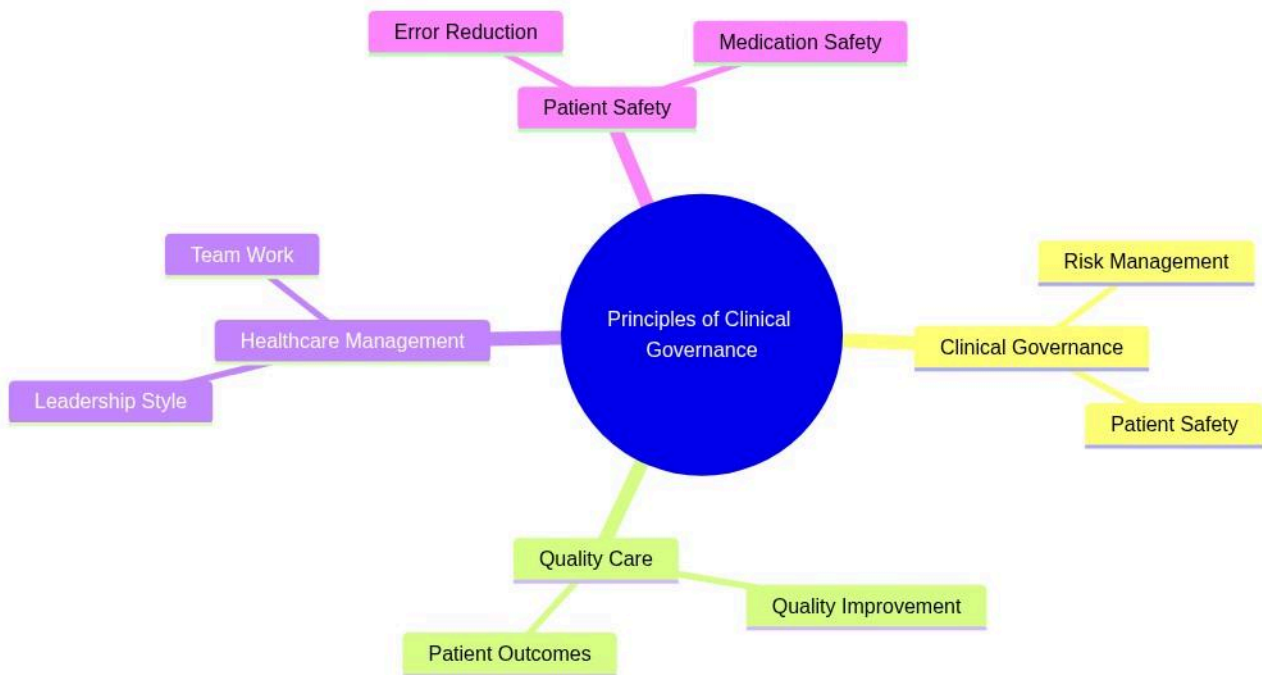 Error Reduction
Medication Safety
Patient Safety
Team Work
Healthcare Management
Leadership Style
Principles of Clinical
Governance
Risk Management
Clinical Governance
Patient Safety
Quality Care
Quality Improvement
Patient Outcomes